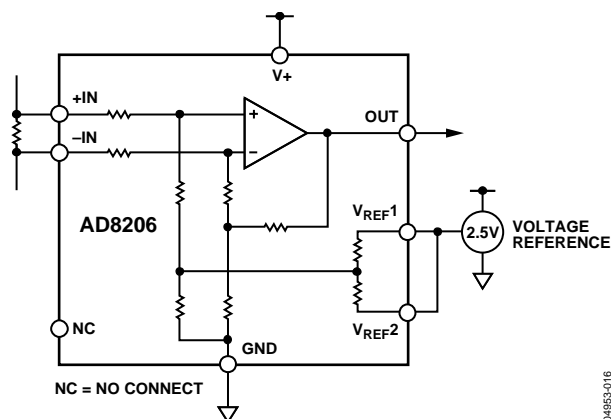 V+
+IN
–IN
+
–
OUT
AD8206
VREF1
2.5V
VOLTAGE
REFERENCE
VREF2
NC
GND
NC = NO CONNECT
04953-016